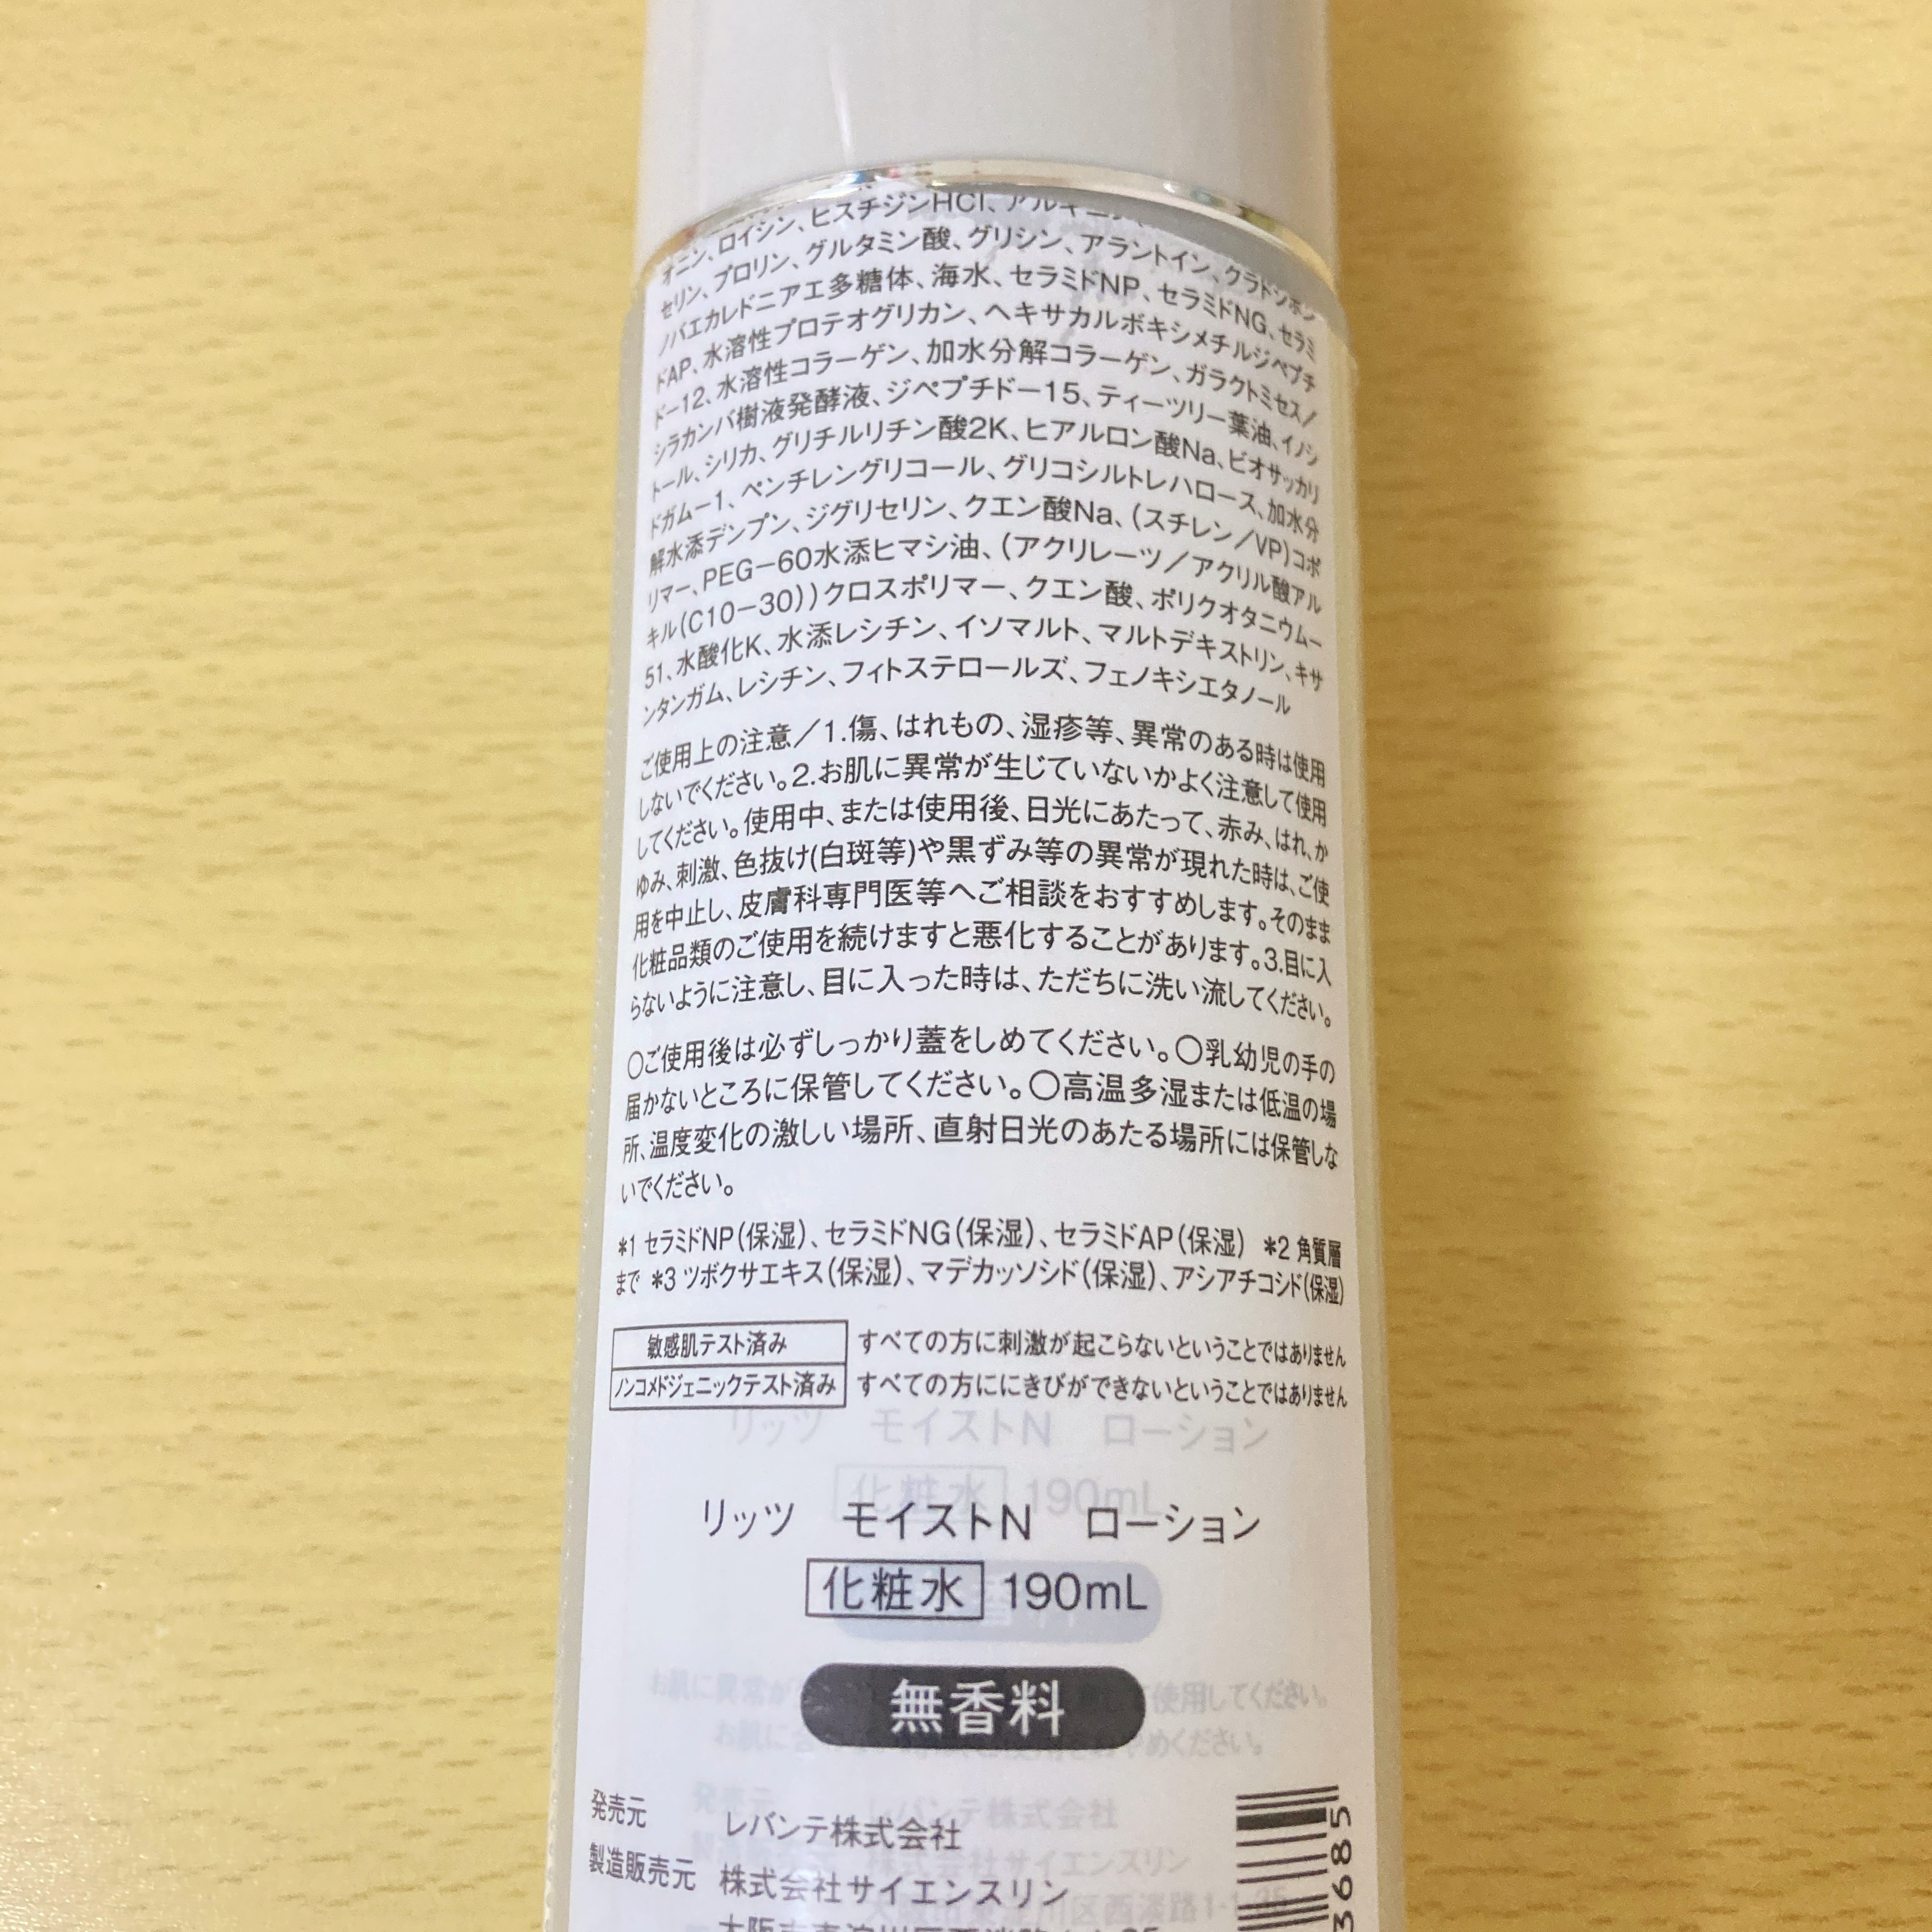 オニン、ロイシン、ヒスチジンHCl、アルギニン、
セリン、プロリン、グルタミン酸、グリシン、アラントイン、クラドシホン
ノバエカレドニアエ多糖体、海水、セラミドNP、セラミドNG、セラミ
ドAP、水溶性プロテオグリカン、ヘキサカルボキシメチルジペプチ
ド－12、水溶性コラーゲン、加水分解コラーゲン、ガラクトミセス／
シラカンバ樹液発酵液、ジペプチド－15、ティーツリー葉油、イノシ
トール、シリカ、グリチルリチン酸2K、ヒアルロン酸Na、ビオサッカリ
ドガム－1、ペンチレングリコール、グリコシルトレハロース、加水分
解水添デンプン、ジグリセリン、クエン酸Na、（スチレン／VP）コポ
リマー、PEG－60水添ヒマシ油、（アクリレーツ／アクリル酸アル
キル（C10－30））クロスポリマー、クエン酸、ポリクオタニウム－
51、水酸化K、水添レシチン、イソマルト、マルトデキストリン、キサ
ンタンガム、レシチン、フィトステロールズ、フェノキシエタノール
ご使用上の注意／1.傷、はれもの、湿疹等、異常のある時は使用
しないでください。2.お肌に異常が生じていないかよく注意して使用
してください。使用中、または使用後、日光にあたって、赤み、はれ、か
ゆみ、刺激、色抜け(白斑等)や黒ずみ等の異常が現れた時は、ご使
用を中止し、皮膚科専門医等へご相談をおすすめします。そのまま
化粧品類のご使用を続けますと悪化することがあります。3.目に入
らないように注意し、目に入った時は、ただちに洗い流してください。
〇ご使用後は必ずしっかり蓋をしめてください。〇乳幼児の手の
届かないところに保管してください。〇高温多湿または低温の場
所、温度変化の激しい場所、直射日光のあたる場所には保管しな
いでください。
＊1 セラミドNP（保湿）、セラミドNG（保湿）、セラミドAP（保湿） ＊2 角質層
まで ＊3 ツボクサエキス（保湿）、マデカッソシド（保湿）、アシアチコシド（保湿）
敏感肌テスト済み すべての方に刺激が起こらないということではありません
ノンコメドジェニックテスト済み すべての方ににきびができないということではありません
リッツ モイストN ローション
化粧水 190mL
無香料
発売元 レバンテ株式会社
製造販売元 株式会社サイエンスリン
3685